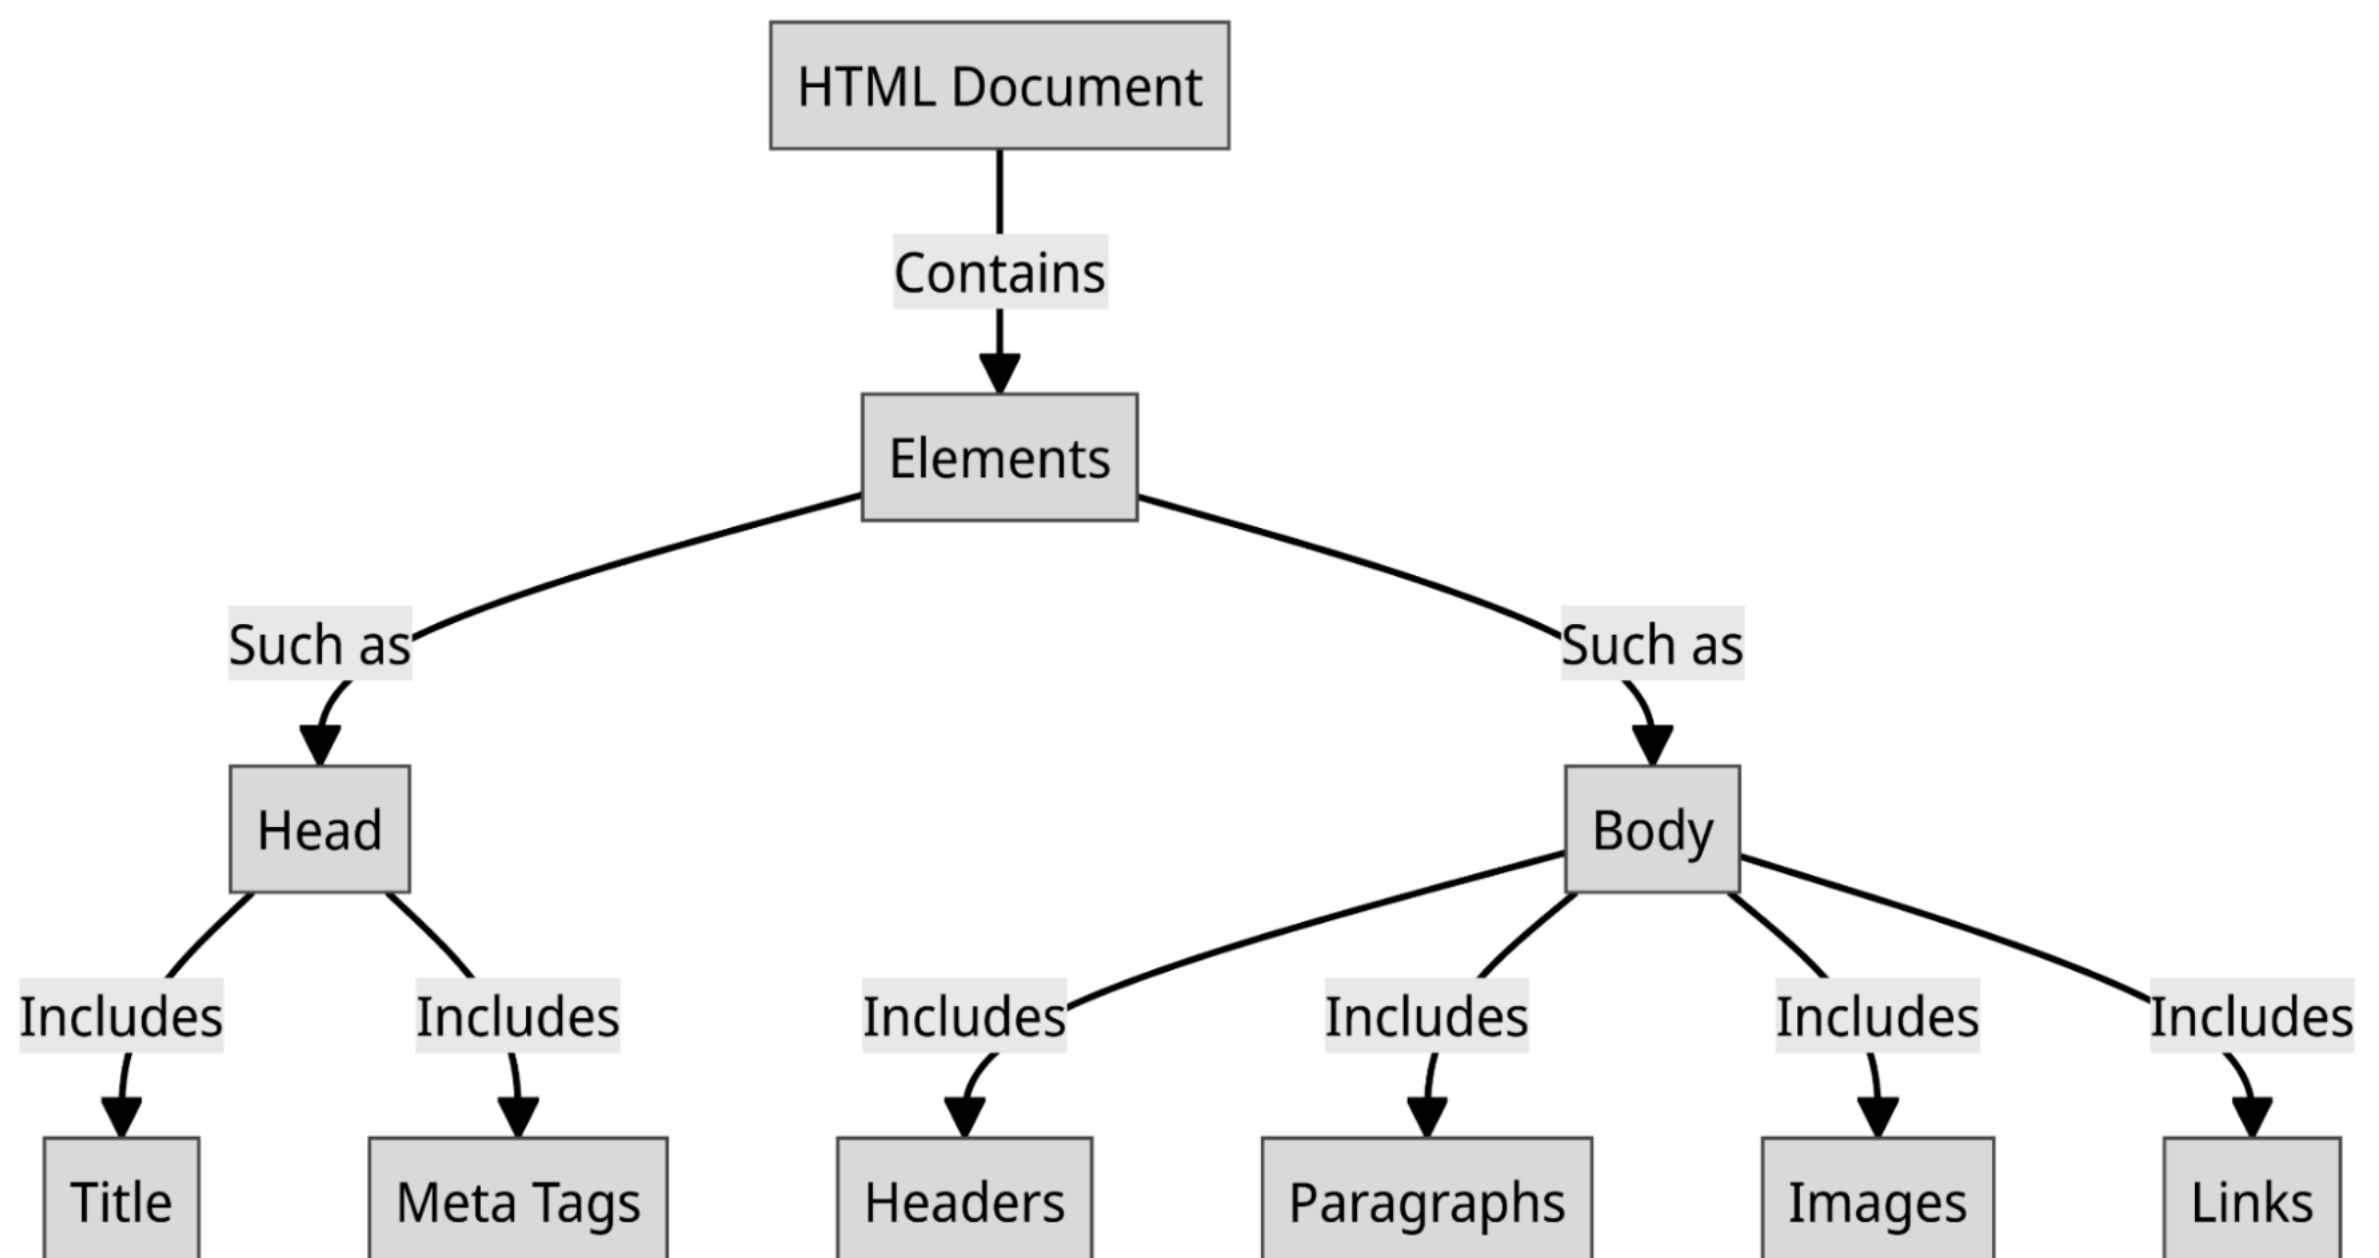 HTML Document
Contains
Elements
Such as
Such as
Head
Body
Includes
Includes
Includes
Includes
Includes
Includes
Title
Meta Tags
Headers
Paragraphs
Images
Links